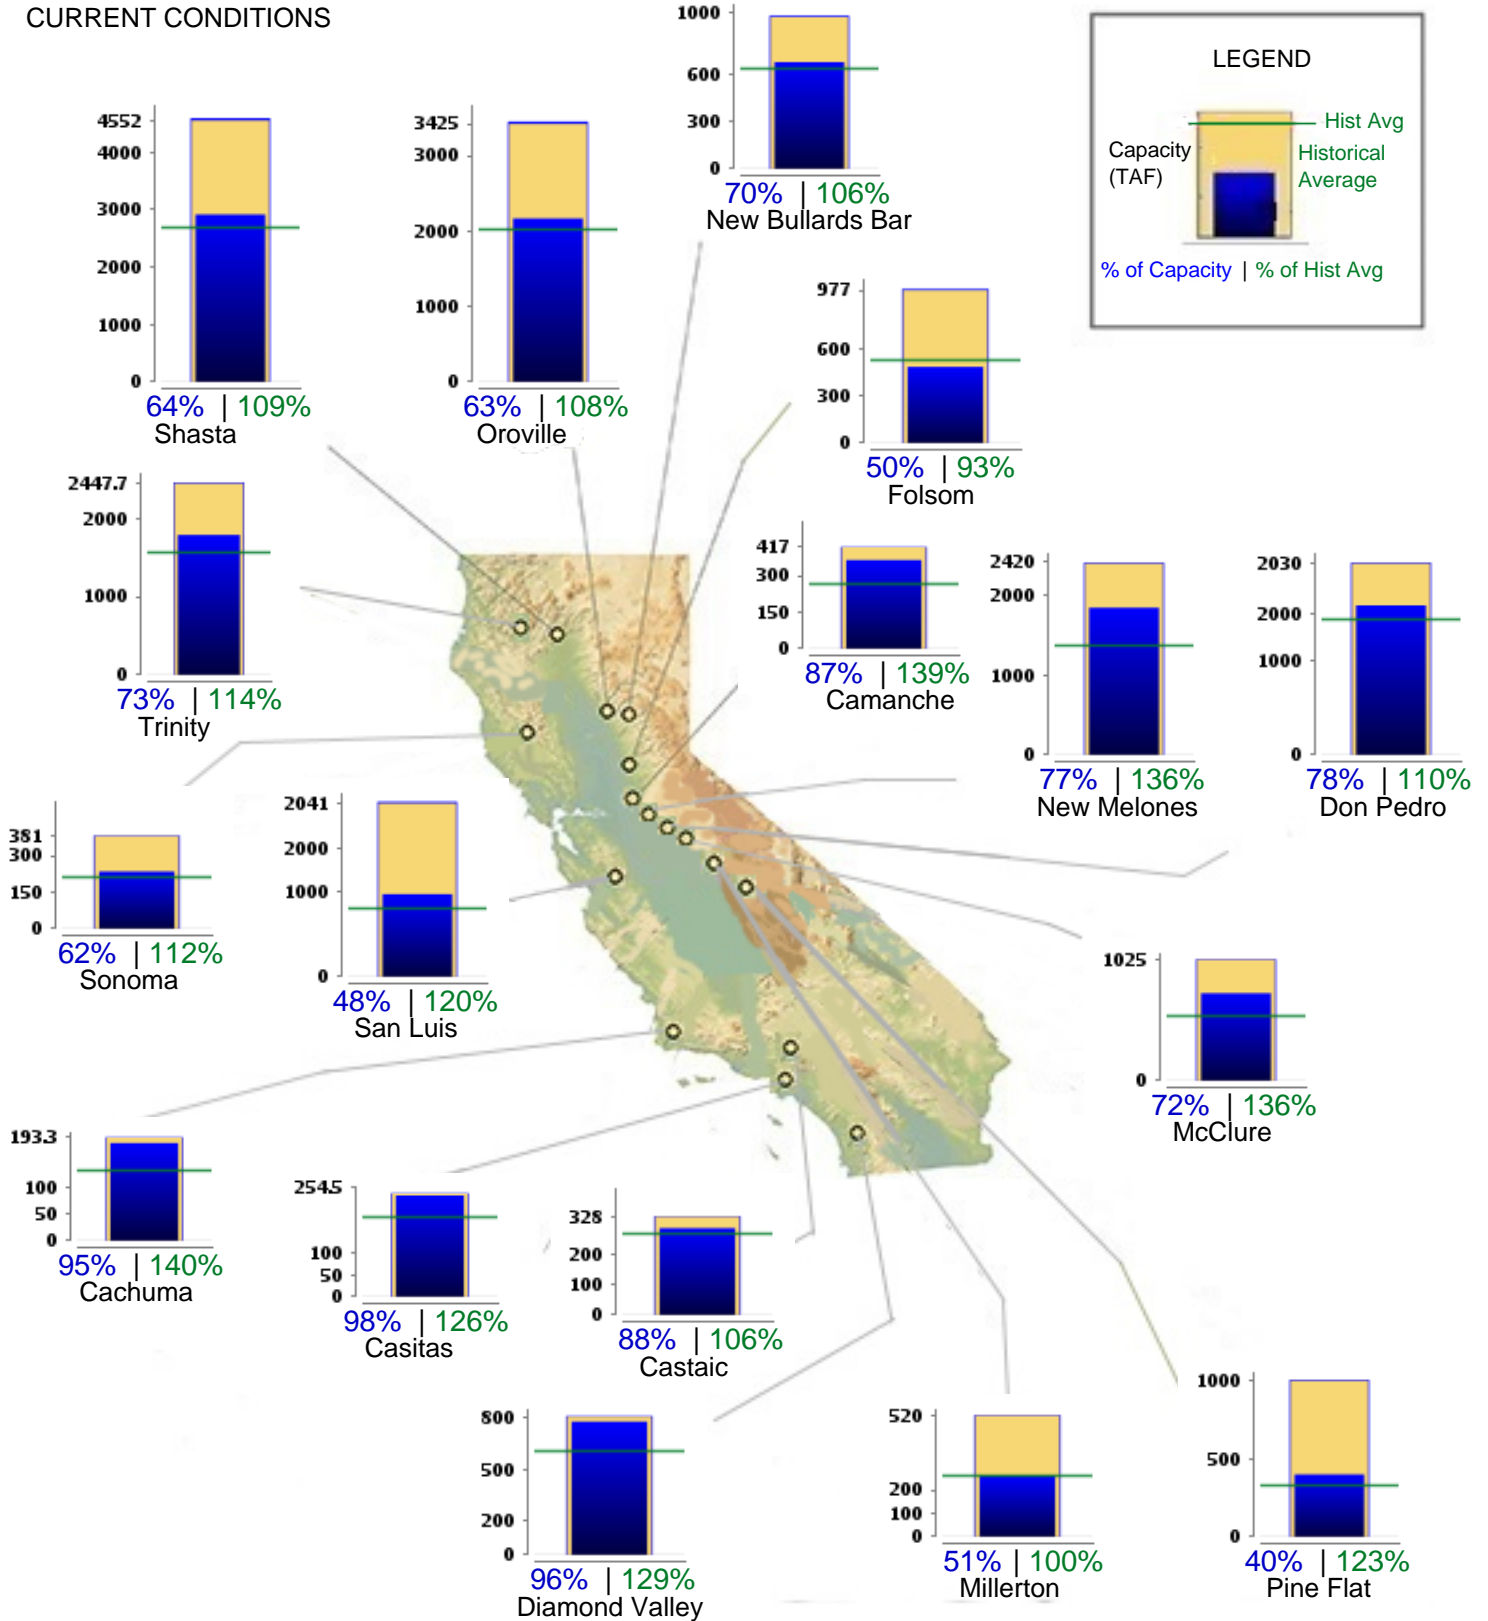 CURRENT CONDITIONS
1000
600
300
0
70% | 106%
New Bullards Bar
LEGEND
Hist Avg
Capacity
(TAF)
Historical
Average
% of Capacity | % of Hist Avg
4552
4000
3000
2000
1000
0
64% | 109%
Shasta
3425
3000
2000
1000
0
63% | 108%
Oroville
977
600
300
0
50% | 93%
Folsom
2447.7
2000
1000
0
73% | 114%
Trinity
417
300
150
0
87% | 139%
Camanche
2420
2000
1000
0
77% | 136%
New Melones
2030
2000
1000
0
78% | 110%
Don Pedro
381
300
150
0
62% | 112%
Sonoma
2041
2000
1000
0
48% | 120%
San Luis
1025
0
72% | 136%
McClure
193.3
100
50
0
95% | 140%
Cachuma
254.5
100
50
0
98% | 126%
Casitas
328
200
100
0
88% | 106%
Castaic
800
500
200
0
96% | 129%
Diamond Valley
520
200
100
0
51% | 100%
Millerton
1000
500
0
40% | 123%
Pine Flat